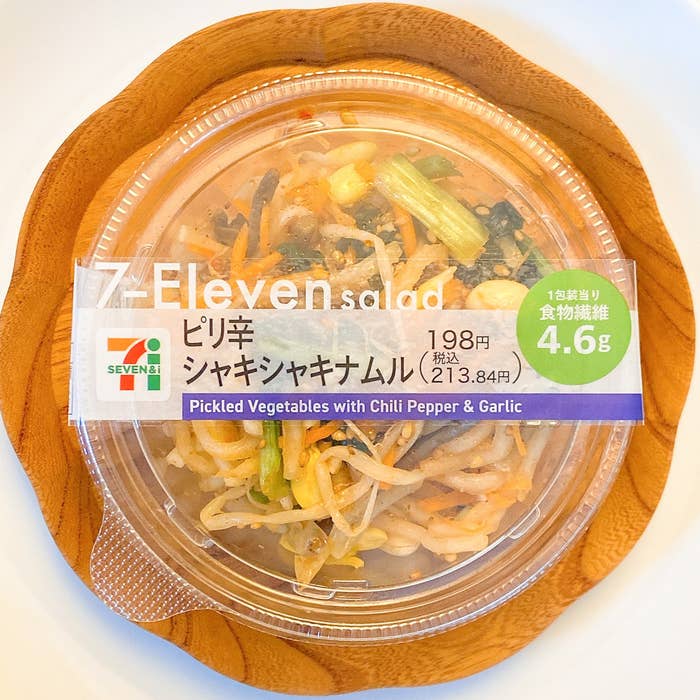 7-Eleven salad
ピリ辛
シャキシャキナムル
198円
(税込
213.84円)
1包装当り
食物繊維
4.6g
SEVEN&i
Pickled Vegetables with Chili Pepper & Garlic